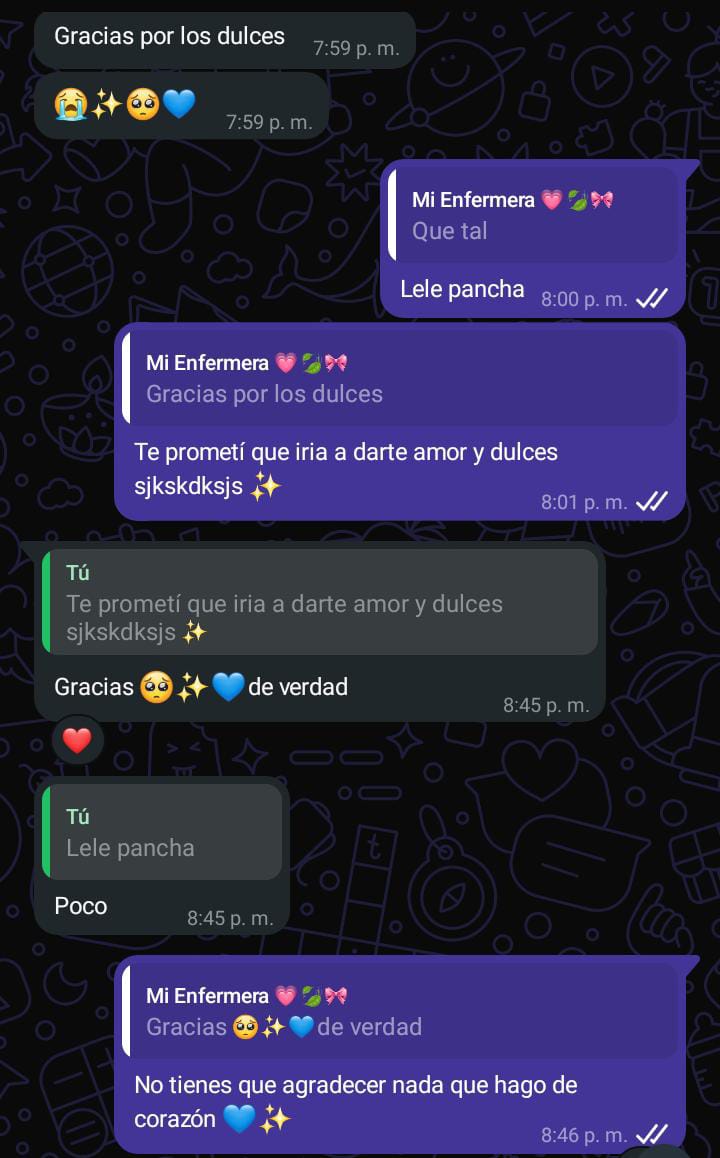 Gracias por los dulces
7:59 p. m.
😭✨🥺💙
7:59 p. m.
Mi Enfermera 💗🍃🎀
Que tal
Lele pancha
8:00 p. m.
Mi Enfermera 💗🍃🎀
Gracias por los dulces
Te prometí que iria a darte amor y dulces
sjkskdksjs ✨
8:01 p. m.
Tú
Te prometí que iria a darte amor y dulces
sjkskdksjs ✨
Gracias 🥺✨💙 de verdad
8:45 p. m.
❤️
Tú
Lele pancha
Poco
8:45 p. m.
Mi Enfermera 💗🍃🎀
Gracias 🥺✨💙 de verdad
No tienes que agradecer nada que hago de
corazón 💙✨
8:46 p. m.